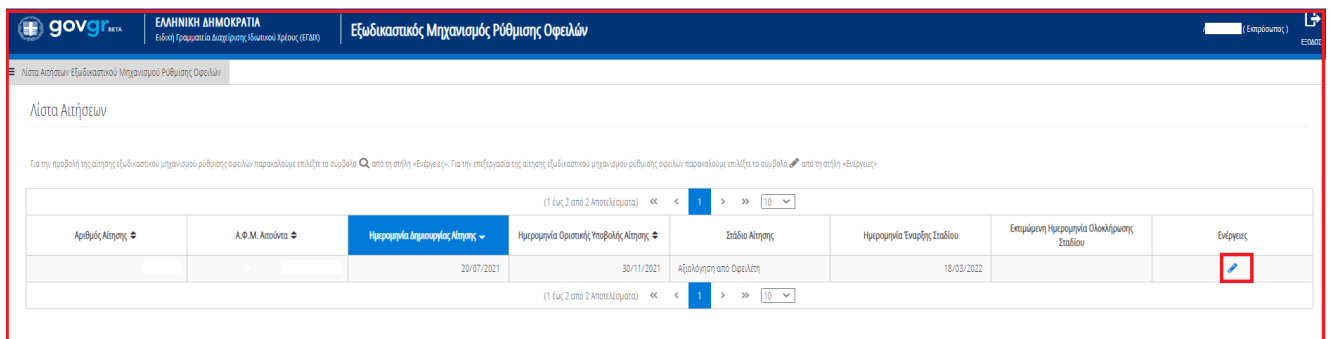 govgr BETA
ΕΛΛΗΝΙΚΗ ΔΗΜΟΚΡΑΤΙΑ
Ειδική Γραμματεία Διαχείρισης Ιδιωτικού Χρέους (ΕΓΔΙΧ)
Εξωδικαστικός Μηχανισμός Ρύθμισης Οφειλών
( Εκπρόσωπος )
ΕΞΟΔΟΣ
Λίστα Αιτήσεων Εξωδικαστικού Μηχανισμού Ρύθμισης Οφειλών
Λίστα Αιτήσεων
Για την προβολή της αίτησης εξωδικαστικού μηχανισμού ρύθμισης οφειλών παρακαλούμε επιλέξτε το σύμβολο από τη στήλη «Ενέργειες». Για την επεξεργασία της αίτησης εξωδικαστικού μηχανισμού ρύθμισης οφειλών παρακαλούμε επιλέξτε το σύμβολο από τη στήλη «Ενέργειες».
(1 έως 2 από 2 Αποτελέσματα) « < 1 > » 10
Αριθμός Αίτησης Α.Φ.Μ. Αιτούντα Ημερομηνία Δημιουργίας Αίτησης Ημερομηνία Οριστικής Υποβολής Αίτησης Στάδιο Αίτησης Ημερομηνία Έναρξης Σταδίου Εκτιμώμενη Ημερομηνία Ολοκλήρωσης Σταδίου Ενέργειες
20/07/2021 30/11/2021 Αξιολόγηση από Οφειλέτη 18/03/2022
(1 έως 2 από 2 Αποτελέσματα) « < 1 > » 10